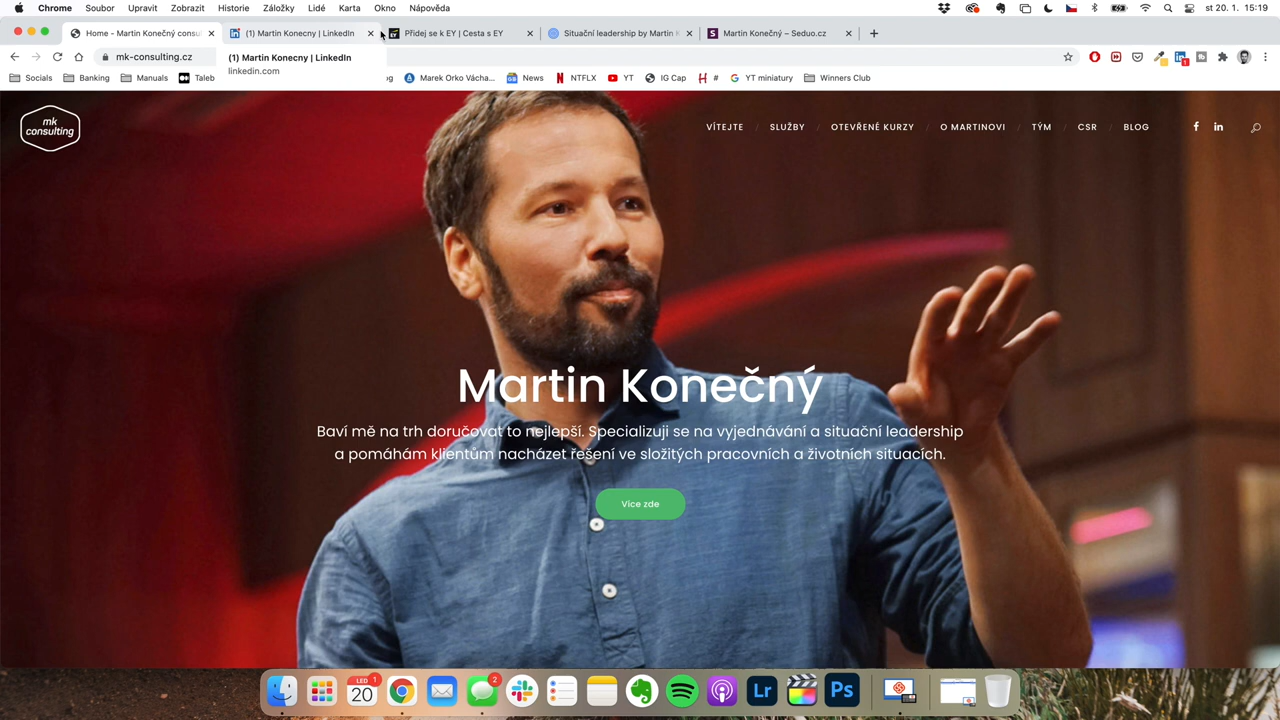 Chrome Soubor Upravit Zobrazit Historie Záložky Lidé Karta Okno Nápověda st 20. 1. 15:19
Home - Martin Konečný consu (1) Martin Konecny | LinkedIn Přidej se k EY | Cesta s EY Situační leadership by Martin K Martin Konečný – Seduo.cz
mk-consulting.cz
(1) Martin Konecny | LinkedIn
linkedin.com
Socials Banking Manuals Taleb og Marek Orko Vácha... News NTFLX YT IG Cap # YT miniatury Winners Club
mk
consulting
VÍTEJTE / SLUŽBY / OTEVŘENÉ KURZY / O MARTINOVI / TÝM / CSR / BLOG
Martin Konečný
Baví mě na trh doručovat to nejlepší. Specializuji se na vyjednávání a situační leadership
a pomáhám klientům nacházet řešení ve složitých pracovních a životních situacích.
Více zde
LED 1
20
2
Lr
Ps